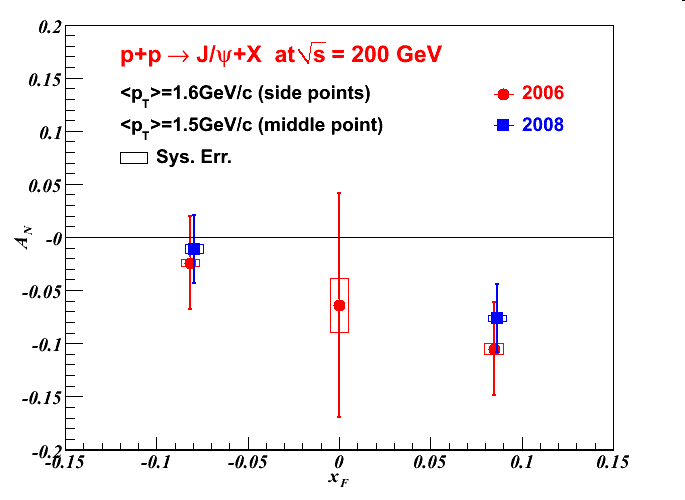 0.2
p+p → J/ψ+X at √s = 200 GeV
0.15
<p_T>=1.6GeV/c (side points)
2006
<p_T>=1.5GeV/c (middle point)
2008
0.1
Sys. Err.
0.05
A_N
-0
-0.05
-0.1
-0.15
-0.2
-0.15 -0.1 -0.05 0 0.05 0.1 0.15
x_F